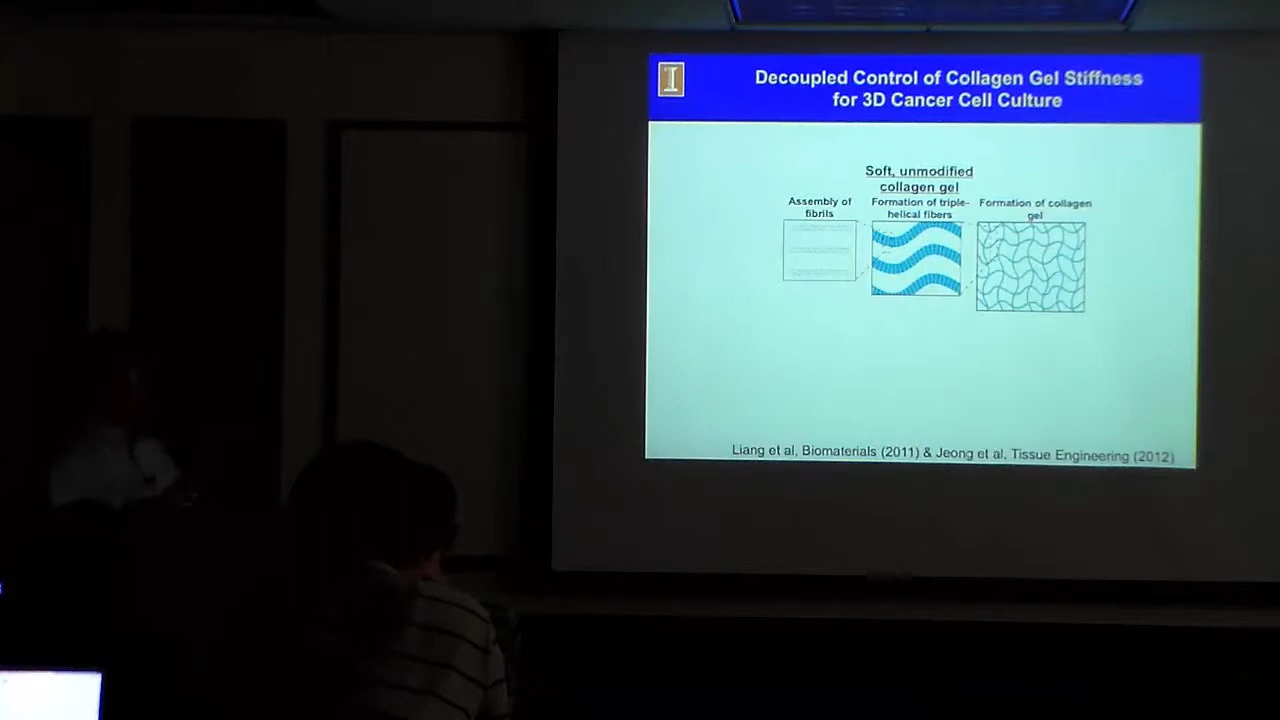 I
Decoupled Control of Collagen Gel Stiffness
for 3D Cancer Cell Culture
Soft, unmodified
collagen gel
Assembly of
fibrils
Formation of triple-
helical fibers
Formation of collagen
gel
Liang et al, Biomaterials (2011) & Jeong et al, Tissue Engineering (2012)